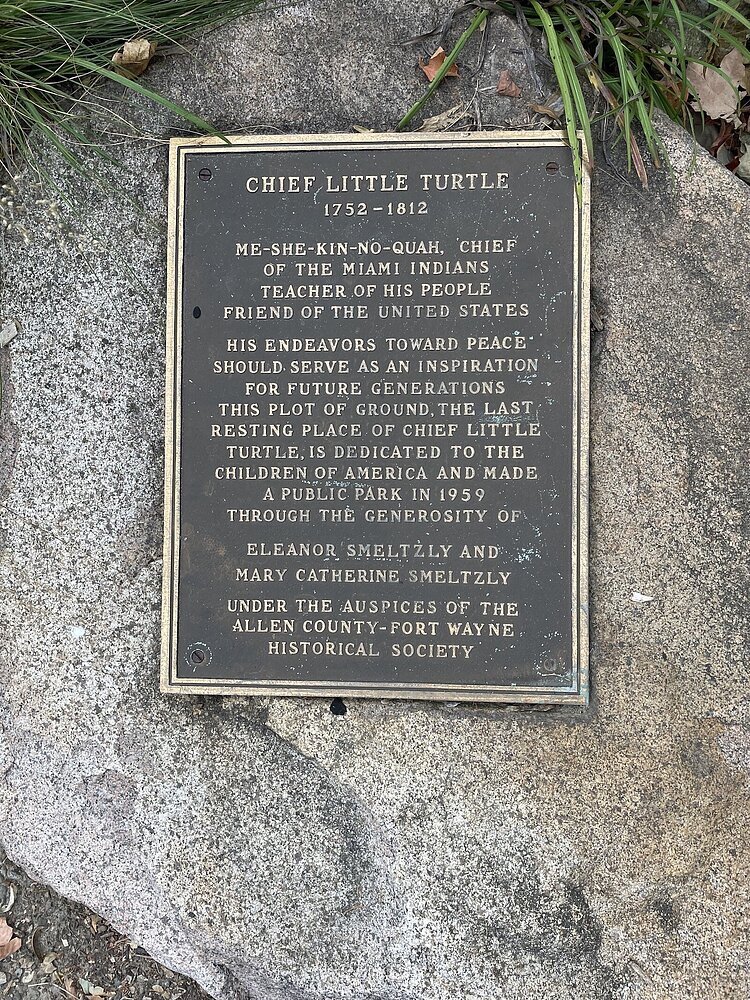 CHIEF LITTLE TURTLE
1752-1812
ME-SHE-KIN-NO-QUAH, CHIEF
OF THE MIAMI INDIANS
TEACHER OF HIS PEOPLE
FRIEND OF THE UNITED STATES
HIS ENDEAVORS TOWARD PEACE
SHOULD SERVE AS AN INSPIRATION
FOR FUTURE GENERATIONS
THIS PLOT OF GROUND, THE LAST
RESTING PLACE OF CHIEF LITTLE
TURTLE, IS DEDICATED TO THE
CHILDREN OF AMERICA AND MADE
A PUBLIC PARK IN 1959
THROUGH THE GENEROSITY OF
ELEANOR SMELTZLY AND
MARY CATHERINE SMELTZLY
UNDER THE AUSPICES OF THE
ALLEN COUNTY-FORT WAYNE
HISTORICAL SOCIETY